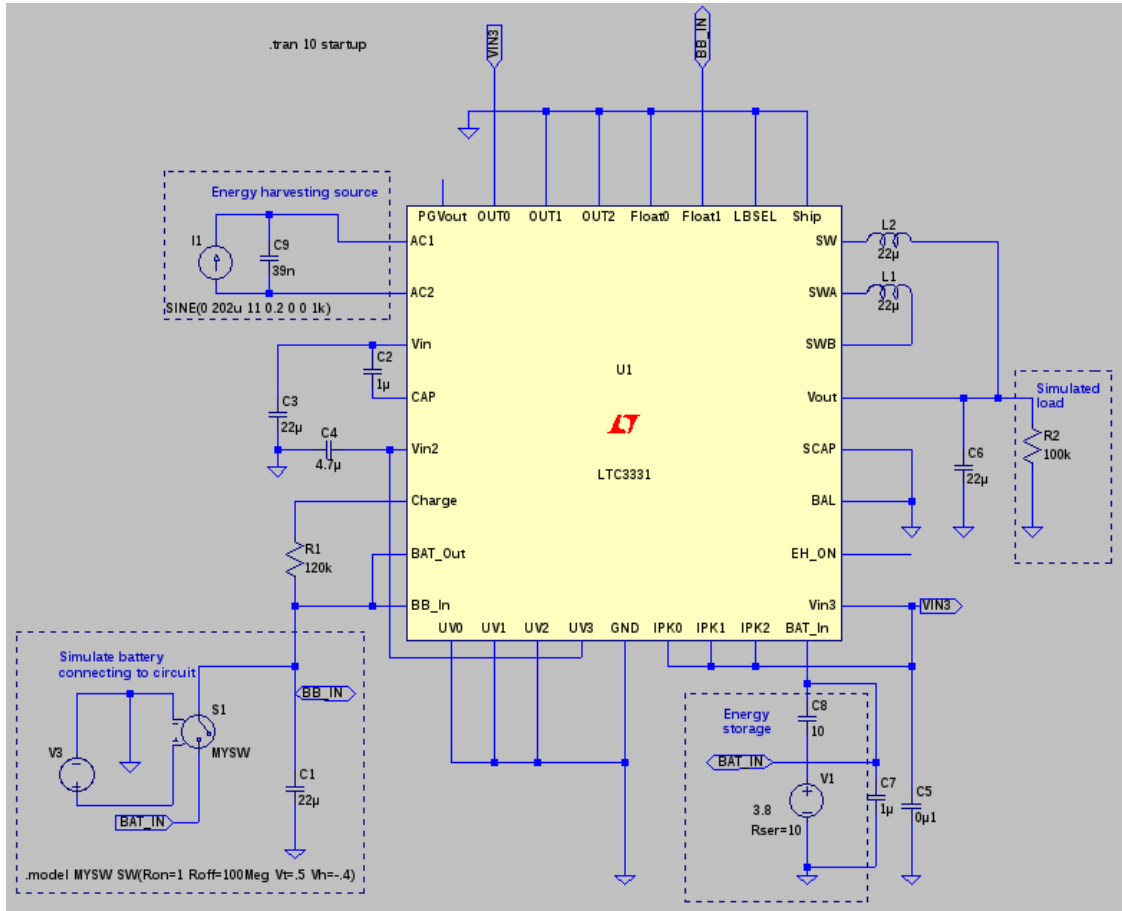 .tran 10 startup
VIN3
BB_IN
Energy harvesting source
I1
C9
39n
SINE(0 202u 11 0.2 0 0 1k)
PGVout
OUT0
OUT1
OUT2
Float0
Float1
LBSEL
Ship
AC1
AC2
Vin
CAP
Vin2
Charge
BAT_Out
BB_In
SW
SWA
SWB
Vout
SCAP
BAL
EH_ON
Vin3
UV0
UV1
UV2
UV3
GND
IPK0
IPK1
IPK2
BAT_In
U1
LTC3331
L2
22µ
L1
22µ
C2
1µ
C3
22µ
C4
4.7µ
R1
120k
Simulated
load
R2
100k
C6
22µ
VIN3
Simulate battery
connecting to circuit
BB_IN
S1
MYSW
V3
BAT_IN
C1
22µ
.model MYSW SW(Ron=1 Roff=100Meg Vt=.5 Vh=-.4)
Energy
storage
C8
10
BAT_IN
V1
3.8
Rser=10
C7
1µ
C5
0µ1